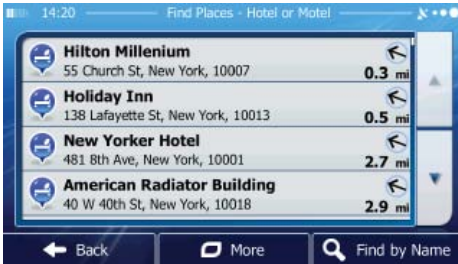 14:20 Find Places - Hotel or Motel
Hilton Millenium
55 Church St, New York, 10007
0.3 mi
Holiday Inn
138 Lafayette St, New York, 10013
0.5 mi
New Yorker Hotel
481 8th Ave, New York, 10001
2.7 mi
American Radiator Building
40 W 40th St, New York, 10018
2.9 mi
Back More Find by Name